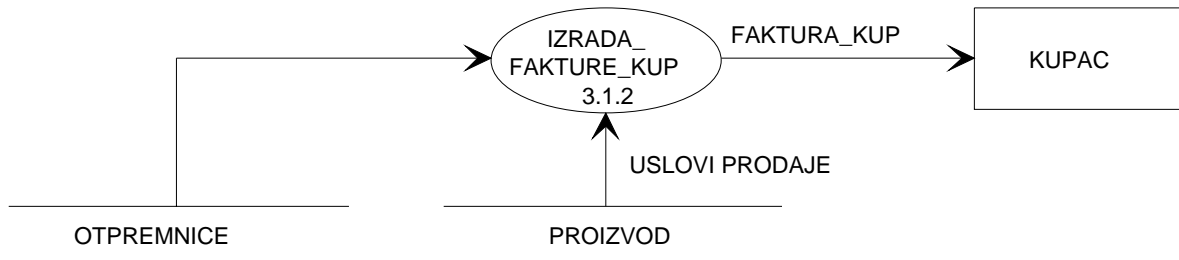 IZRADA_
FAKTURE_KUP
3.1.2
FAKTURA_KUP
KUPAC
USLOVI PRODAJE
OTPREMNICE
PROIZVOD